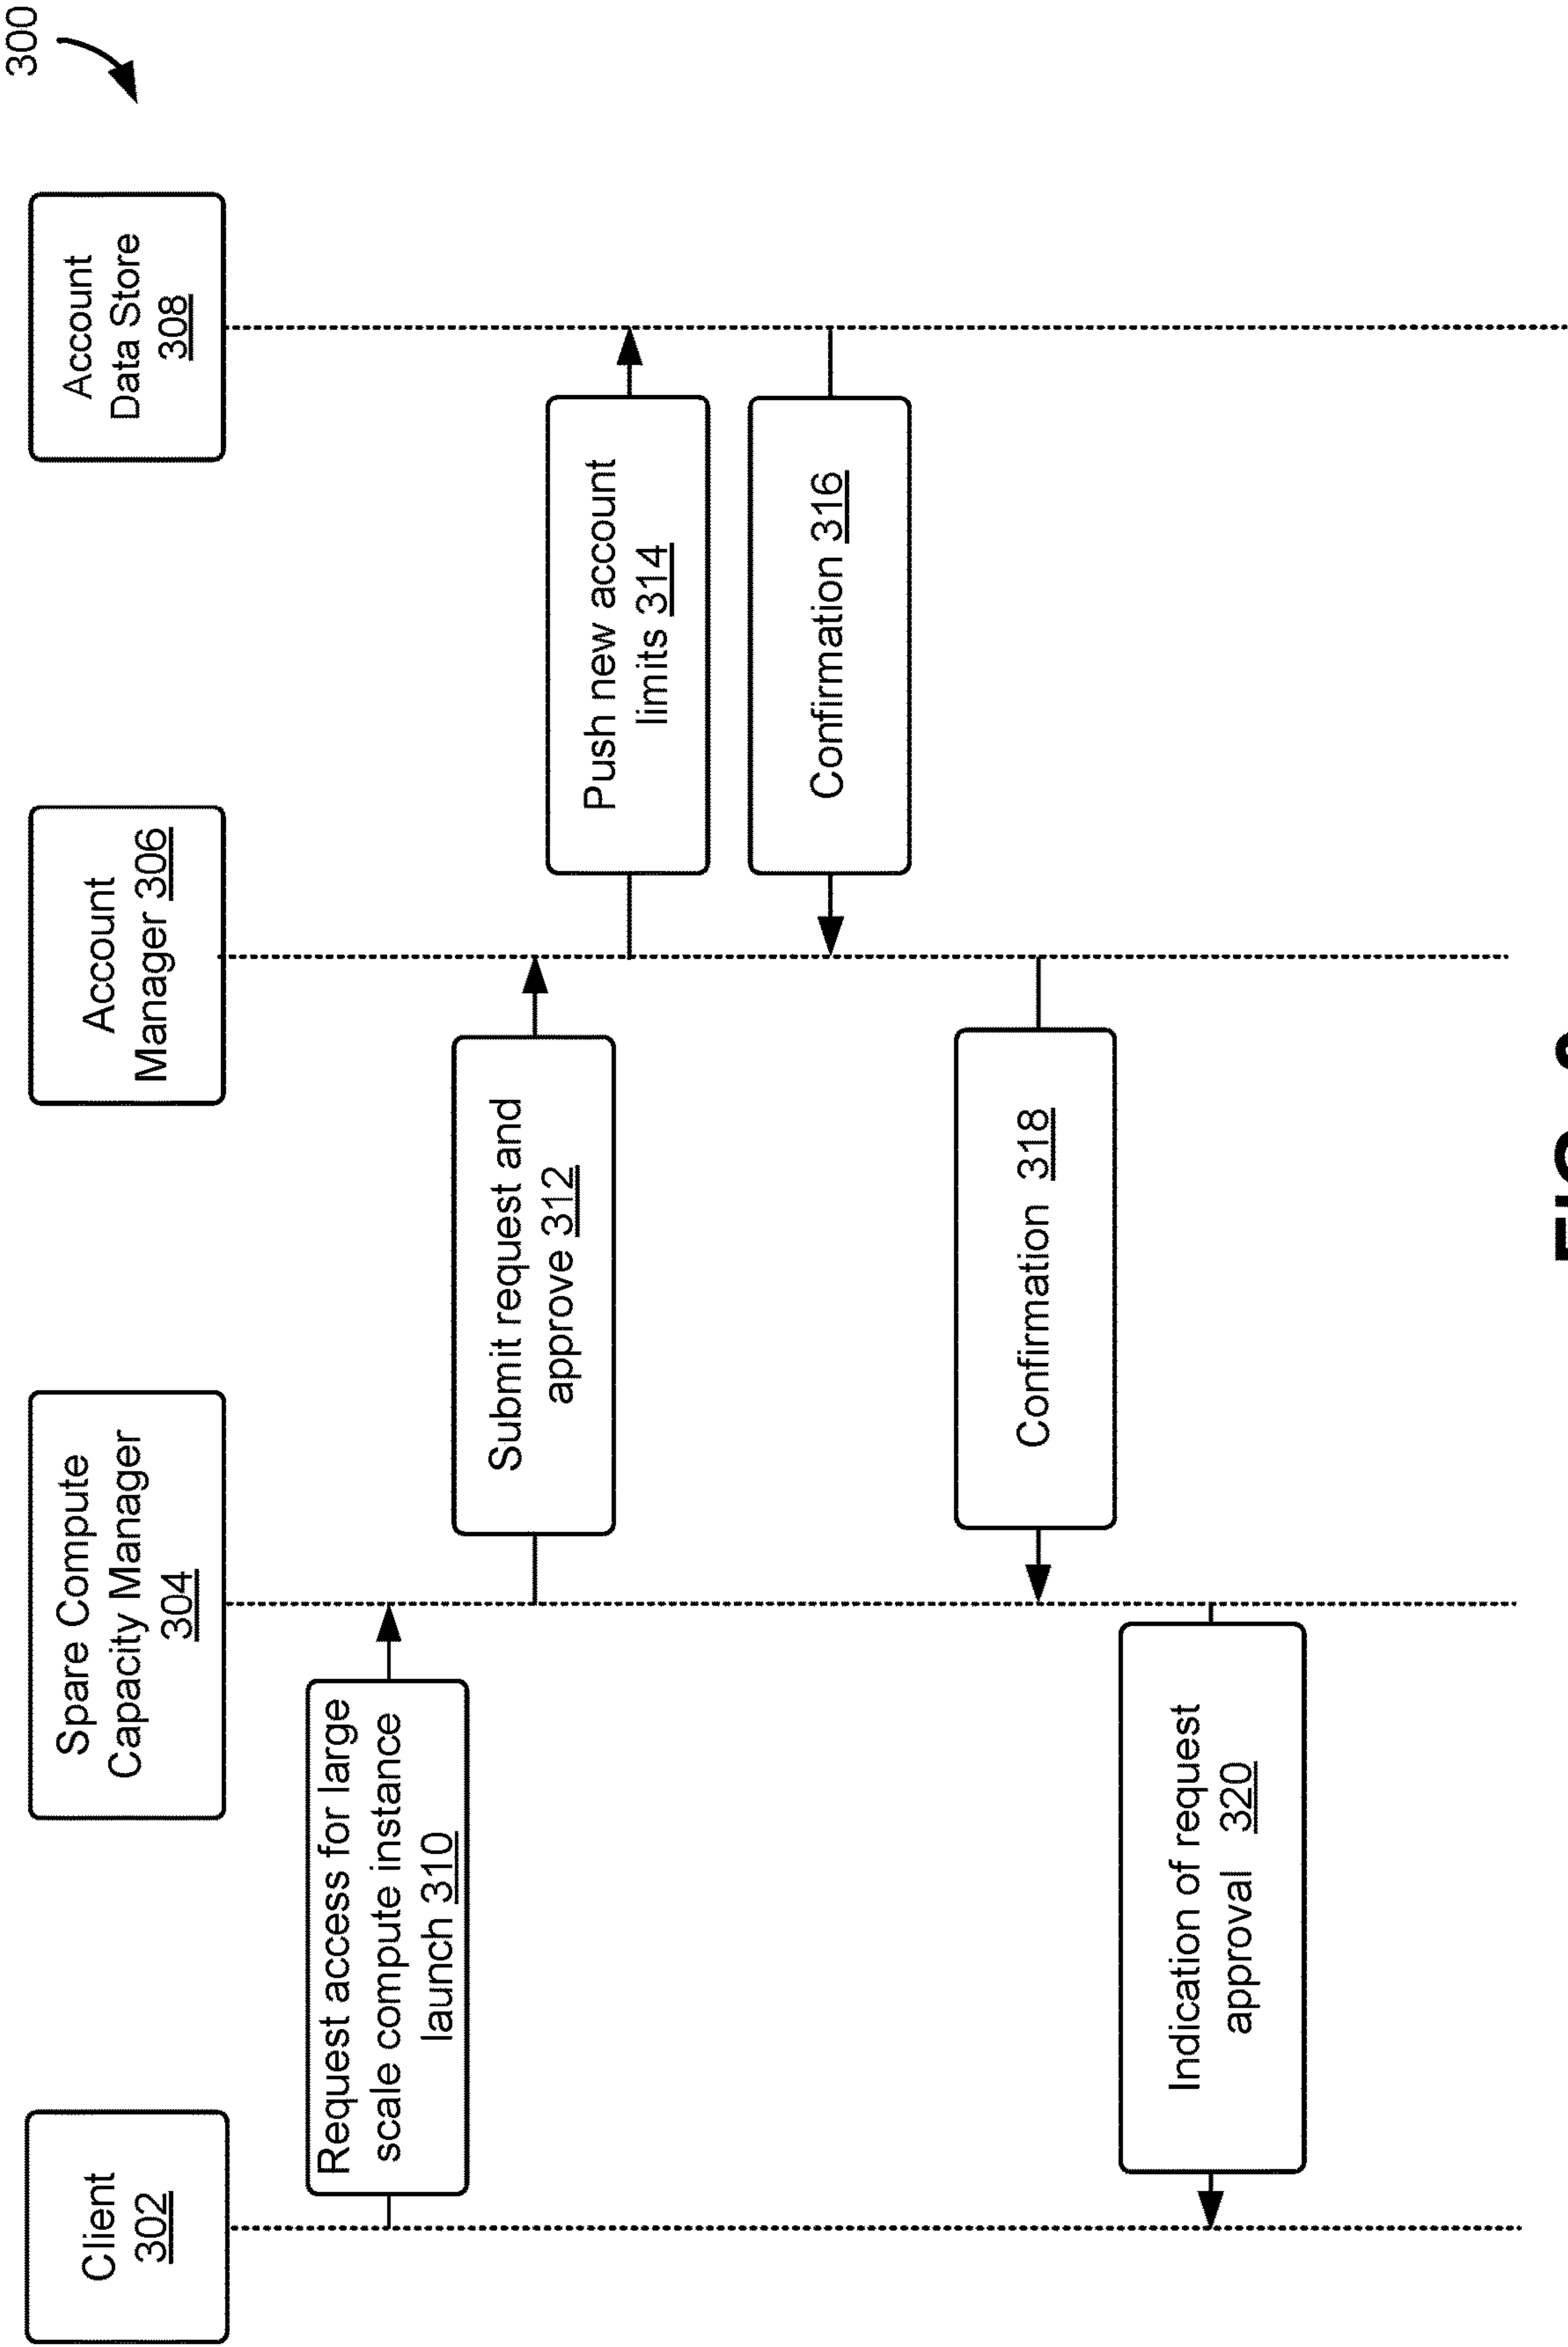 300
Client
302
Spare Compute
Capacity Manager
304
Account
Manager 306
Account
Data Store
308
Request access for large
scale compute instance
launch 310
Submit request and
approve 312
Push new account
limits 314
Confirmation 316
Confirmation 318
Indication of request
approval 320